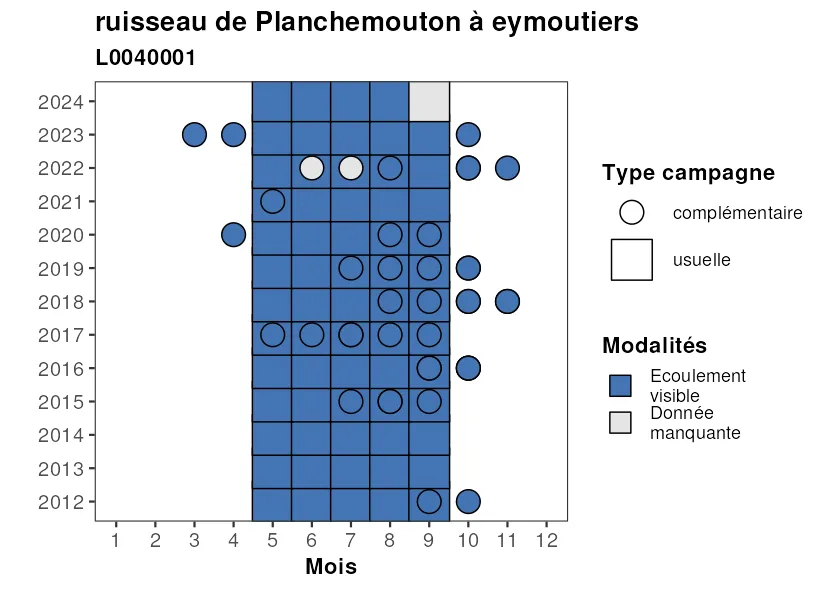 ruisseau de Planchemouton à eymoutiers
L0040001
2024
2023
2022
2021
2020
2019
2018
2017
2016
2015
2014
2013
2012
1 2 3 4 5 6 7 8 9 10 11 12
Mois
Type campagne
complémentaire
usuelle
Modalités
Ecoulement
visible
Donnée
manquante